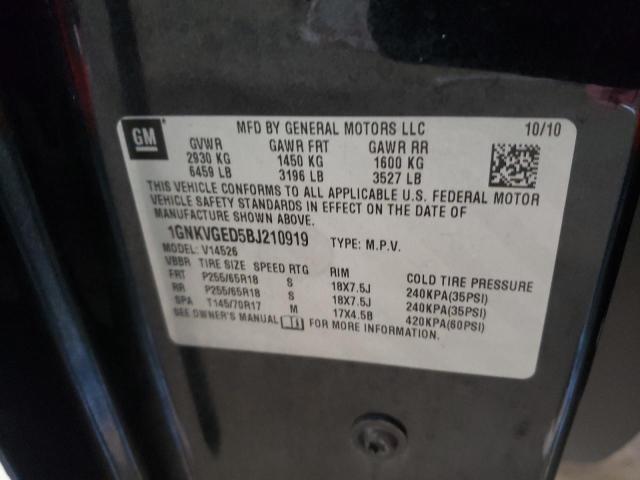 GM
MFD BY GENERAL MOTORS LLC 10/10
GVWR GAWR FRT GAWR RR
2930 KG 1450 KG 1600 KG
6459 LB 3196 LB 3527 LB
THIS VEHICLE CONFORMS TO ALL APPLICABLE U.S. FEDERAL MOTOR
VEHICLE SAFETY STANDARDS IN EFFECT ON THE DATE OF
MANUFACTURE SHOWN ABOVE.
1GNKVGED5BJ210919 TYPE: M.P.V.
MODEL: V14526
VBBR TIRE SIZE SPEED RTG RIM COLD TIRE PRESSURE
FRT P255/65R18 S 18X7.5J 240KPA(35PSI)
RR P255/65R18 S 18X7.5J 240KPA(35PSI)
SPA T145/70R17 M 17X4.5B 420KPA(60PSI)
SEE OWNER'S MANUAL FOR MORE INFORMATION.